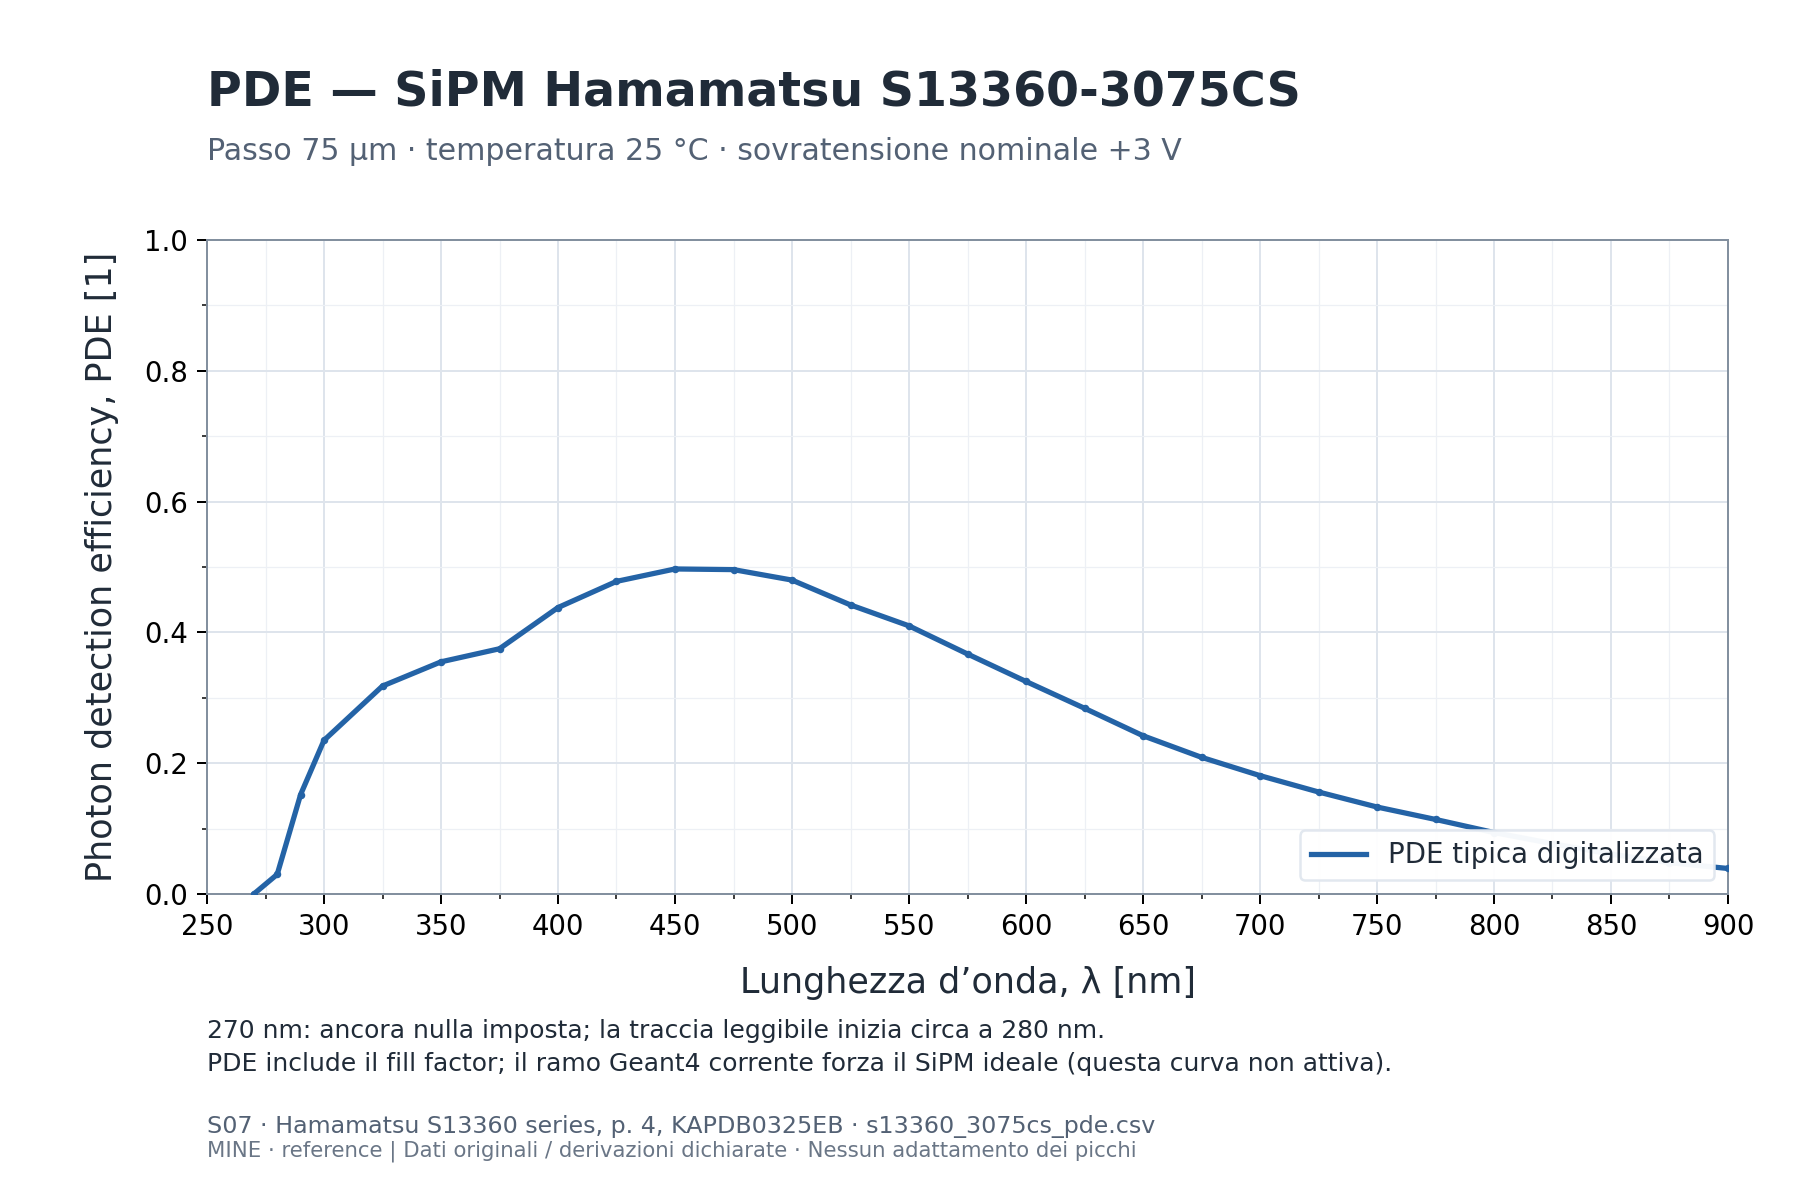 PDE — SiPM Hamamatsu S13360-3075CS
Passo 75 μm · temperatura 25 °C · sovratensione nominale +3 V
Photon detection efficiency, PDE [1]
1.0
0.8
0.6
0.4
0.2
0.0
250 300 350 400 450 500 550 600 650 700 750 800 850 900
PDE tipica digitalizzata
Lunghezza d’onda, λ [nm]
270 nm: ancora nulla imposta; la traccia leggibile inizia circa a 280 nm.
PDE include il fill factor; il ramo Geant4 corrente forza il SiPM ideale (questa curva non attiva).
S07 · Hamamatsu S13360 series, p. 4, KAPDB0325EB · s13360_3075cs_pde.csv
MINE · reference | Dati originali / derivazioni dichiarate · Nessun adattamento dei picchi